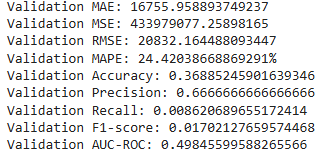 Validation MAE: 16755.958893749237
Validation MSE: 433979077.25898165
Validation RMSE: 20832.164488093447
Validation MAPE: 24.42038668869291%
Validation Accuracy: 0.36885245901639346
Validation Precision: 0.6666666666666666
Validation Recall: 0.008620689655172414
Validation F1-score: 0.01702127659574468
Validation AUC-ROC: 0.49845599588265566